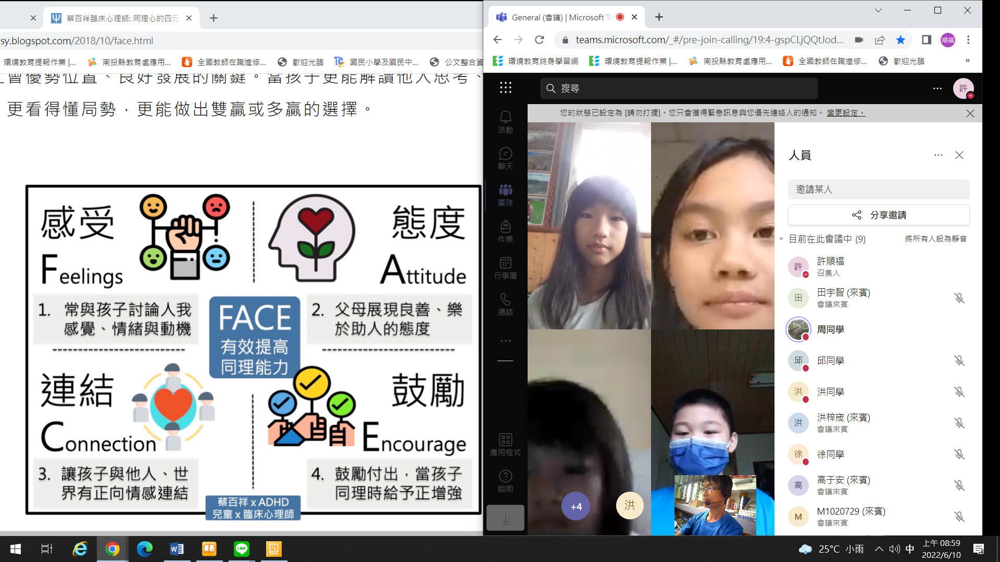 蔡百祥臨床心理師: 同理心的四元
sy.blogspot.com/2018/10/face.html
環境教育提報作業 |...
南投縣教育處應用...
全國教師在職進修...
歡迎光臨
國民小學及國民中...
公文整合資
會優勢位置、良好發展的關鍵。當孩子更能解讀他人思考、
更看得懂局勢，更能做出雙贏或多贏的選擇。
感受
Feelings
態度
Attitude
1. 常與孩子討論人我
感覺、情緒與動機
FACE
有效提高
同理能力
2. 父母展現良善、樂
於助人的態度
連結
Connection
鼓勵
Encourage
3. 讓孩子與他人、世
界有正向情感連結
4. 鼓勵付出，當孩子
同理時給予正增強
蔡百祥 x ADHD
兒童 x 臨床心理師
General (會議) | Microsoft Te
teams.microsoft.com/_#/pre-join-calling/19:4-gspCLjQQtJod...
順福
環境教育終身學習網
環境教育提報作業 |...
南投縣教育處應用...
全國教師在職進修...
歡迎光臨
»
搜尋
許
您的狀態已設定為 [請勿打擾]。您只會獲得緊急訊息與您優先連絡人的通知。 變更設定。
活動
聊天
團隊
作業
行事曆
通話
應用程式
說明
+4
洪
人員
邀請某人
分享邀請
目前在此會議中 (9)
將所有人設為靜音
許
許順福
召集人
田
田宇智 (來賓)
會議來賓
周同學
邱
邱同學
洪
洪同學
洪
洪梓宬 (來賓)
會議來賓
徐
徐同學
高
高于安 (來賓)
會議來賓
M
M1020729 (來賓)
會議來賓
LINE
25°C 小雨
中
上午 08:59
2022/6/10